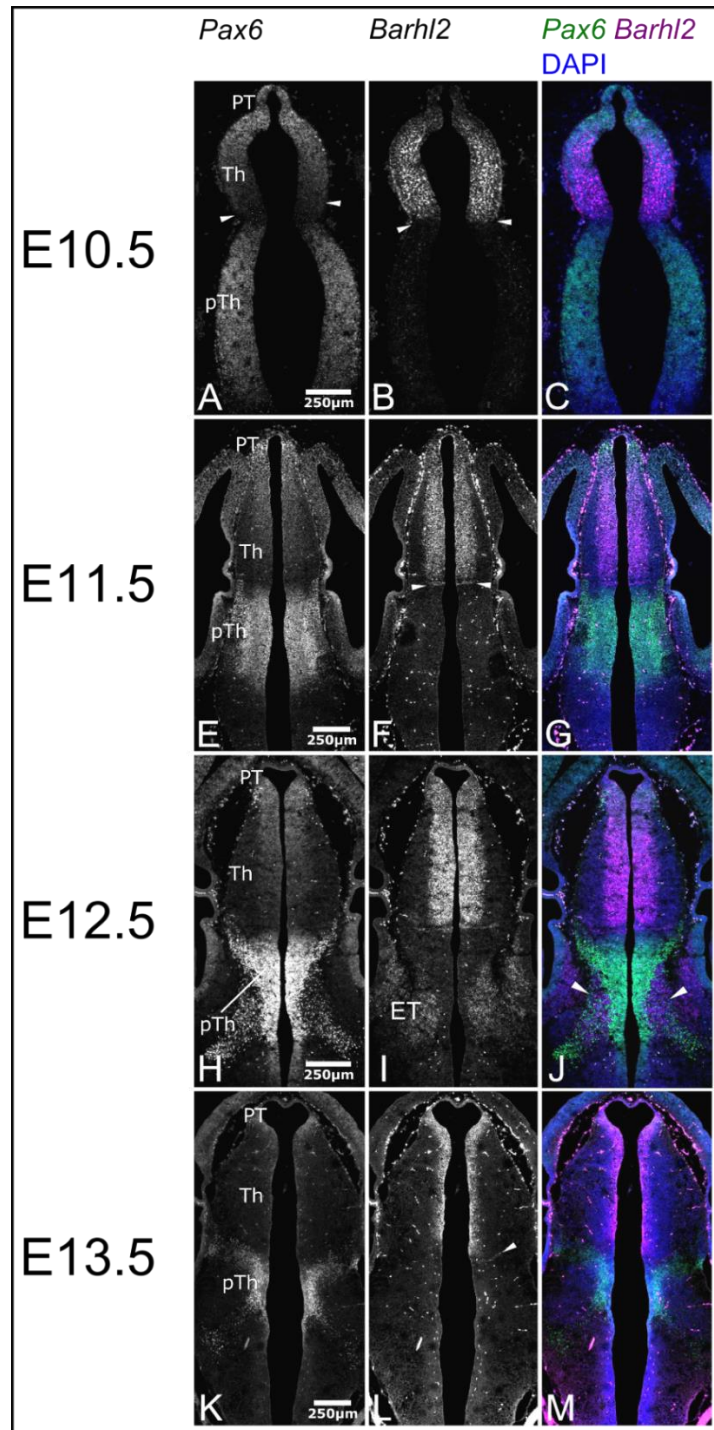 Pax6 Barhl2 Pax6 Barhl2
DAPI
E10.5
PT
Th
pTh
250µm
A B C
E11.5
PT
Th
pTh
250µm
E F G
E12.5
PT
Th
pTh
ET
250µm
H I J
E13.5
PT
Th
pTh
250µm
K L M